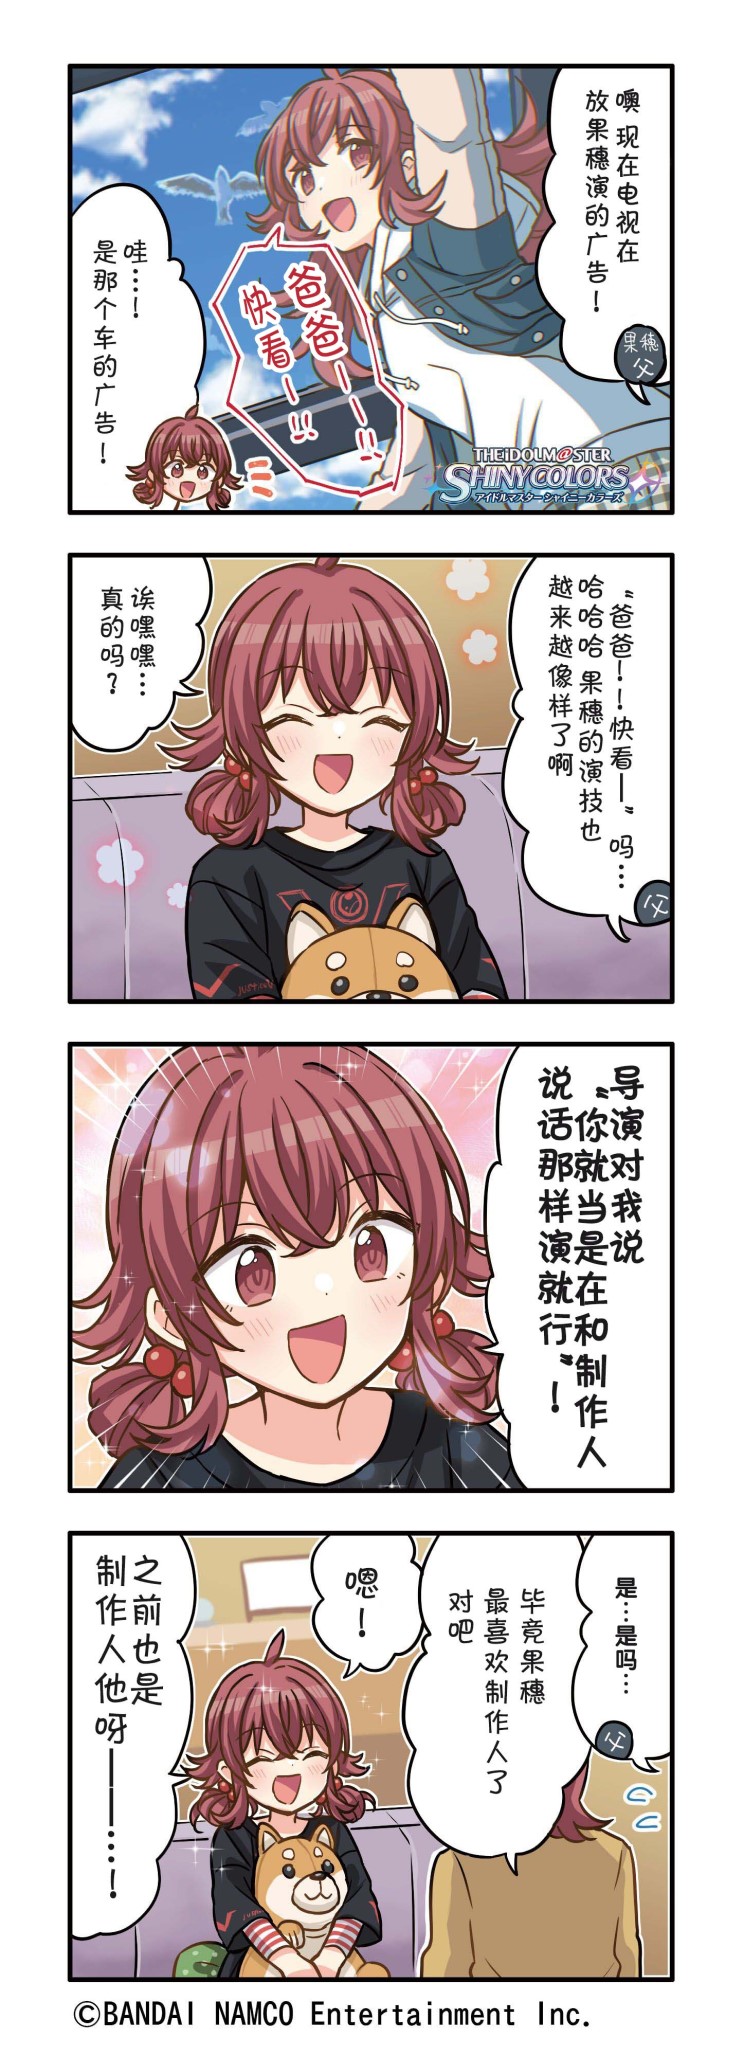 噢 现在电视在
放果穗演的广告！
果穗
父
爸爸——!!
快看——!!
哇…！
是那个车的广告！
THE iDOLM@STER
SHINY COLORS
アイドルマスター シャイニーカラーズ
“爸爸！！快看——”吗…
哈哈哈 果穗的演技也
越来越像样了啊
父
诶嘿嘿…
真的吗？
导演对我说
“你就当是在和制作人
说话那样演就行”！
是…是吗…
父
毕竟果穗
最喜欢制作人了
对吧
嗯！
之前也是
制作人他呀———…！
©BANDAI NAMCO Entertainment Inc.